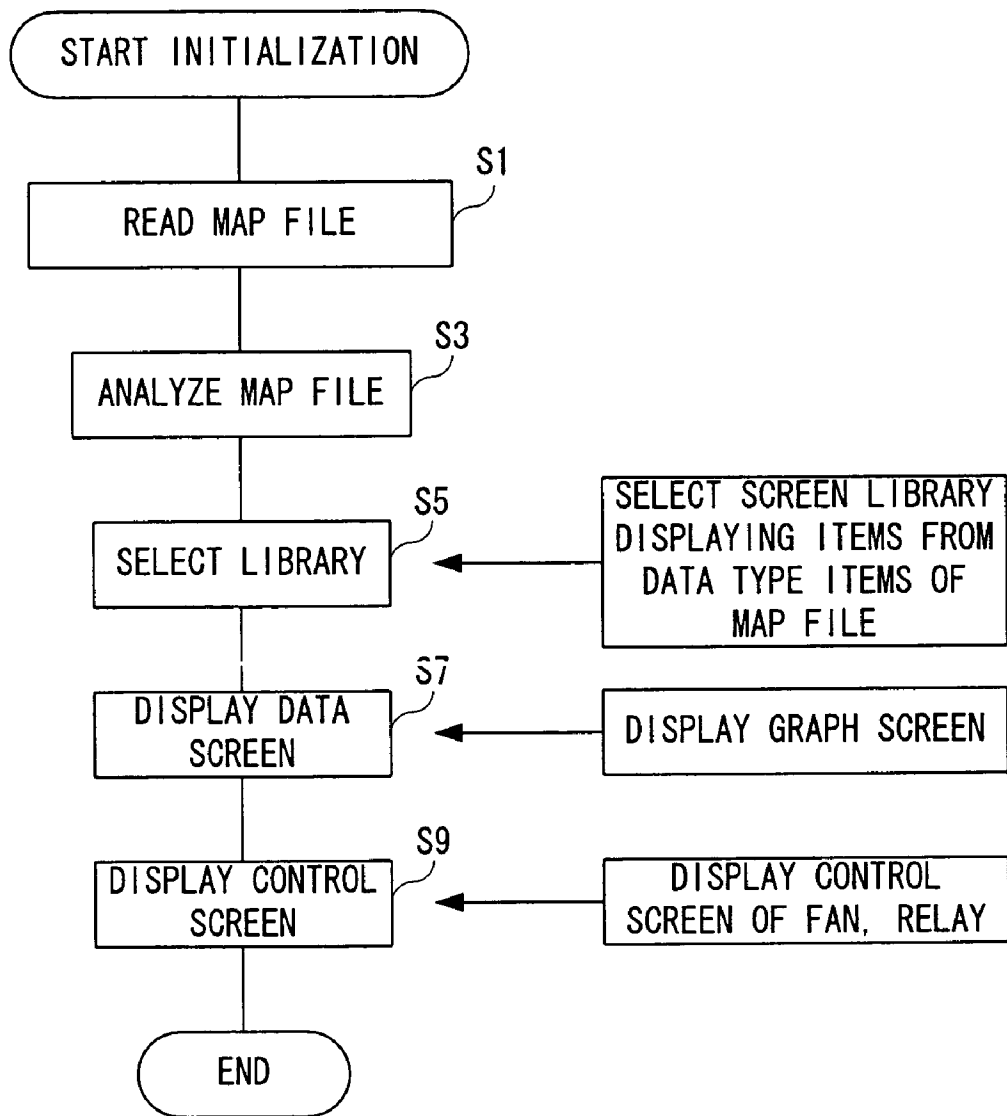 START INITIALIZATION
S1
READ MAP FILE
S3
ANALYZE MAP FILE
S5
SELECT LIBRARY
SELECT SCREEN LIBRARY
DISPLAYING ITEMS FROM
DATA TYPE ITEMS OF
MAP FILE
S7
DISPLAY DATA
SCREEN
DISPLAY GRAPH SCREEN
S9
DISPLAY CONTROL
SCREEN
DISPLAY CONTROL
SCREEN OF FAN, RELAY
END